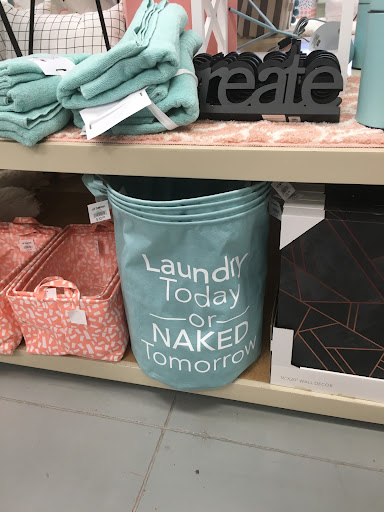 create
Laundry
Today
or
NAKED
Tomorrow